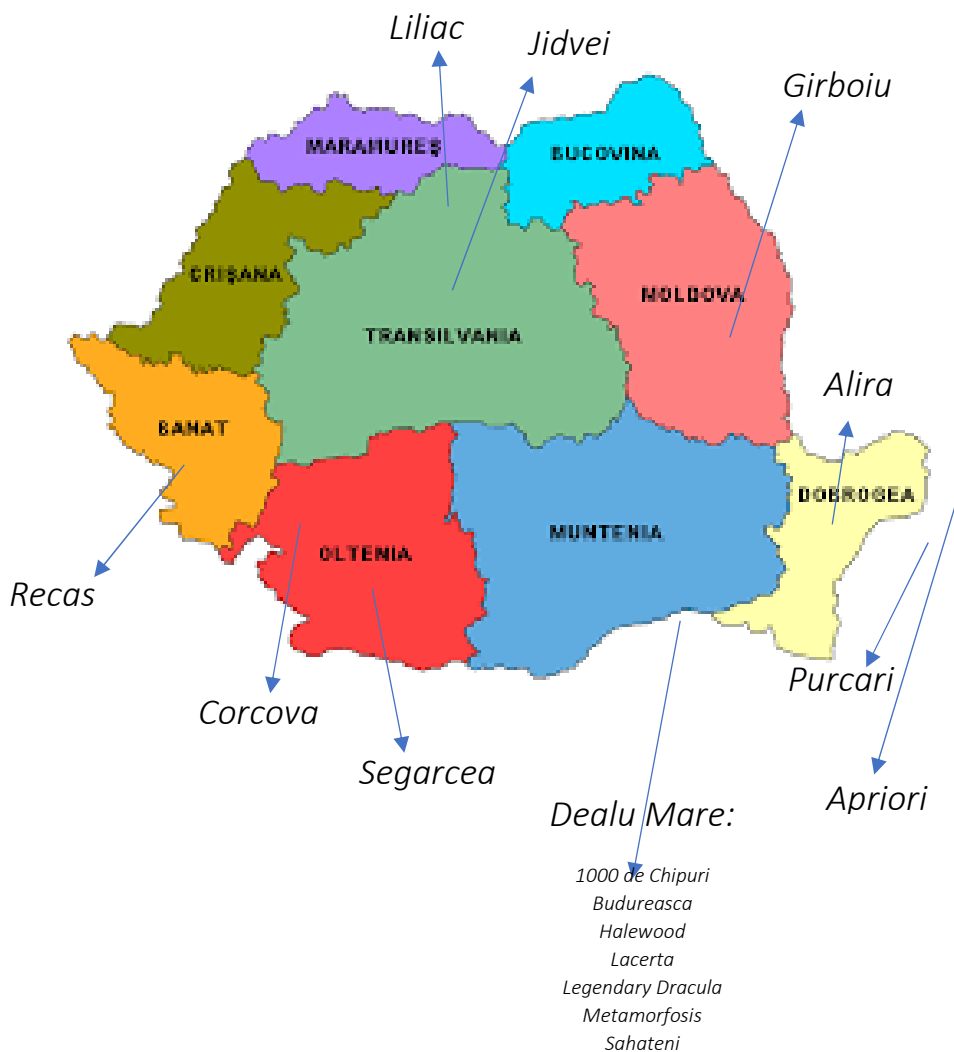 Liliac
Jidvei
Girboiu
MARAMUREŞ
BUCOVINA
CRIŞANA
MOLDOVA
TRANSILVANIA
Alira
BANAT
DOBROGEA
OLTENIA
MUNTENIA
Recas
Purcari
Corcova
Segarcea
Apriori
Dealu Mare:
1000 de Chipuri
Budureasca
Halewood
Lacerta
Legendary Dracula
Metamorfosis
Sahateni